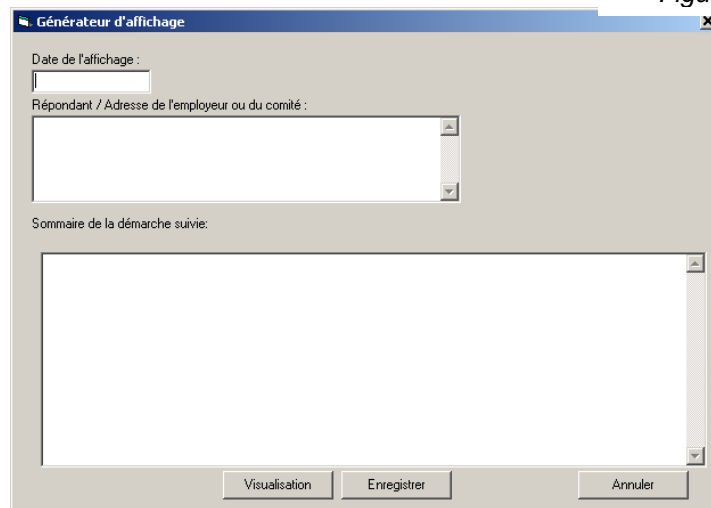 Générateur d'affichage
Date de l'affichage :
Répondant / Adresse de l'employeur ou du comité :
Sommaire de la démarche suivie:
Visualisation Enregistrer Annuler